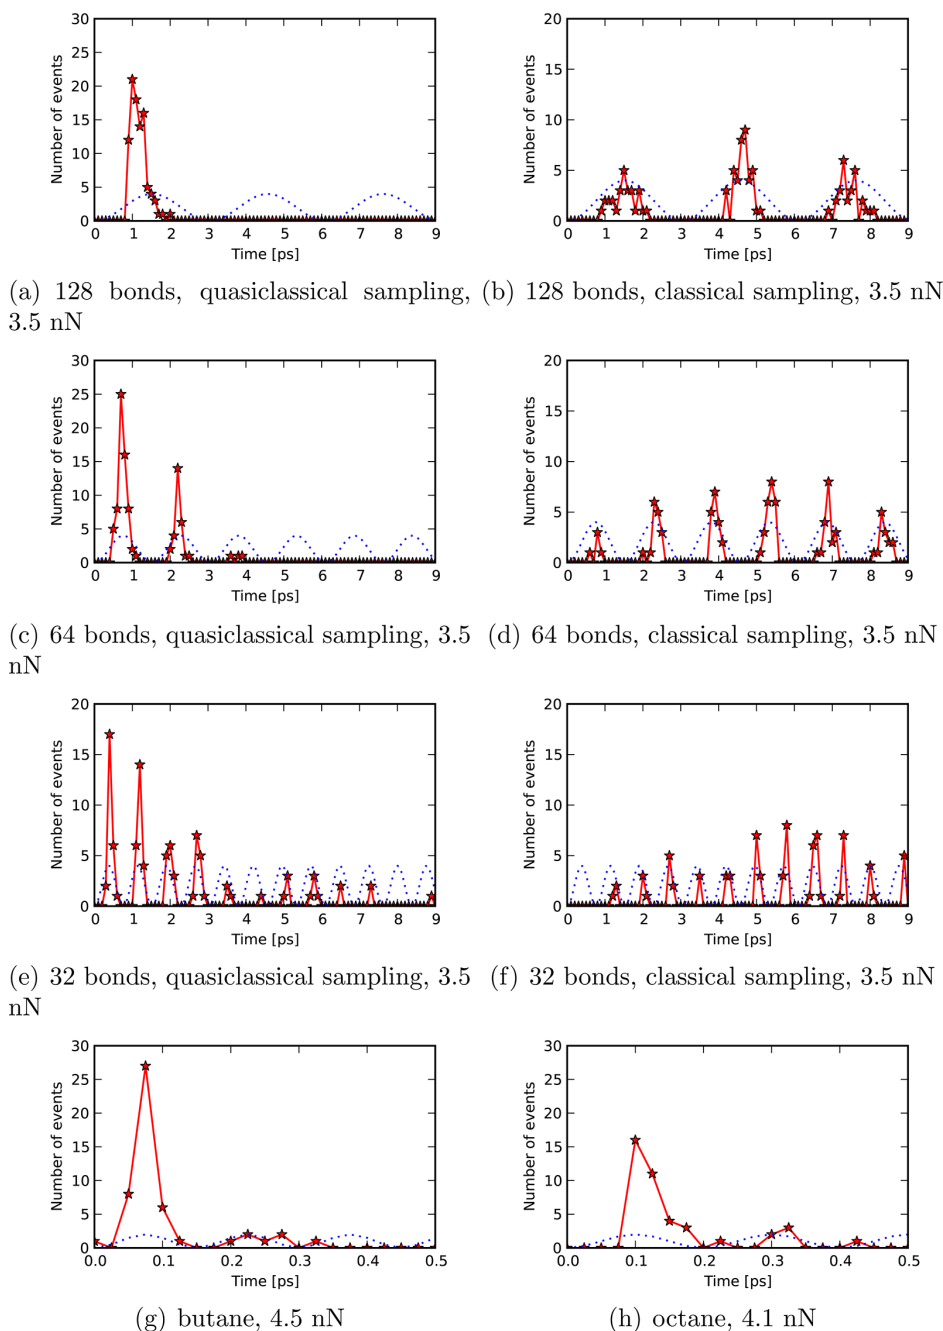 30
25
20
15
10
5
0
Number of events
0 1 2 3 4 5 6 7 8 9
Time [ps]
20
15
10
5
0
Number of events
0 1 2 3 4 5 6 7 8 9
Time [ps]
(a) 128 bonds, quasiclassical sampling,
3.5 nN
(b) 128 bonds, classical sampling, 3.5 nN
30
25
20
15
10
5
0
Number of events
0 1 2 3 4 5 6 7 8 9
Time [ps]
20
15
10
5
0
Number of events
0 1 2 3 4 5 6 7 8 9
Time [ps]
(c) 64 bonds, quasiclassical sampling, 3.5
nN
(d) 64 bonds, classical sampling, 3.5 nN
20
15
10
5
0
Number of events
0 1 2 3 4 5 6 7 8 9
Time [ps]
20
15
10
5
0
Number of events
0 1 2 3 4 5 6 7 8 9
Time [ps]
(e) 32 bonds, quasiclassical sampling, 3.5
nN
(f) 32 bonds, classical sampling, 3.5 nN
30
25
20
15
10
5
0
Number of events
0.0 0.1 0.2 0.3 0.4 0.5
Time [ps]
30
25
20
15
10
5
0
Number of events
0.0 0.1 0.2 0.3 0.4 0.5
Time [ps]
(g) butane, 4.5 nN
(h) octane, 4.1 nN